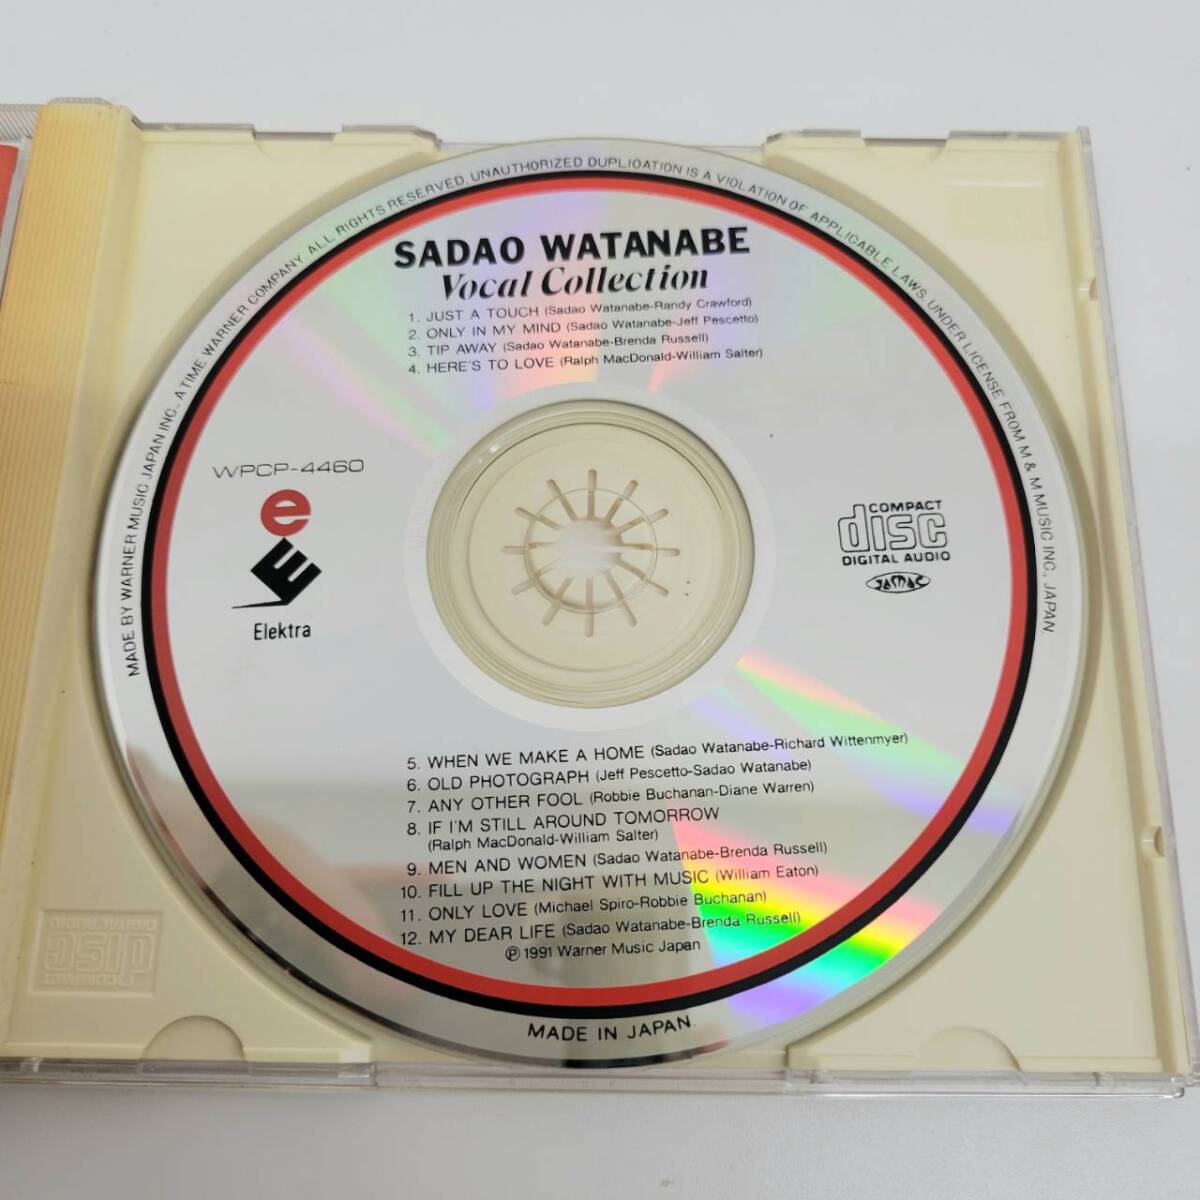 MADE BY WARNER MUSIC JAPAN INC., A TIME WARNER COMPANY. ALL RIGHTS RESERVED. UNAUTHORIZED DUPLICATION IS A VIOLATION OF APPLICABLE LAWS. UNDER LICENSE FROM M & M MUSIC INC., JAPAN.
SADAO WATANABE
Vocal Collection
1. JUST A TOUCH (Sadao Watanabe-Randy Crawford)
2. ONLY IN MY MIND (Sadao Watanabe-Jeff Pescetto)
3. TIP AWAY (Sadao Watanabe-Brenda Russell)
4. HERE'S TO LOVE (Ralph MacDonald-William Salter)
WPCP-4460
e
E
Elektra
COMPACT
disc
DIGITAL AUDIO
JASRAC
5. WHEN WE MAKE A HOME (Sadao Watanabe-Richard Wittenmyer)
6. OLD PHOTOGRAPH (Jeff Pescetto-Sadao Watanabe)
7. ANY OTHER FOOL (Robbie Buchanan-Diane Warren)
8. IF I'M STILL AROUND TOMORROW
(Ralph MacDonald-William Salter)
9. MEN AND WOMEN (Sadao Watanabe-Brenda Russell)
10. FILL UP THE NIGHT WITH MUSIC (William Eaton)
11. ONLY LOVE (Michael Spiro-Robbie Buchanan)
12. MY DEAR LIFE (Sadao Watanabe-Brenda Russell)
℗ 1991 Warner Music Japan
MADE IN JAPAN
COMPACT
disc
DIGITAL AUDIO